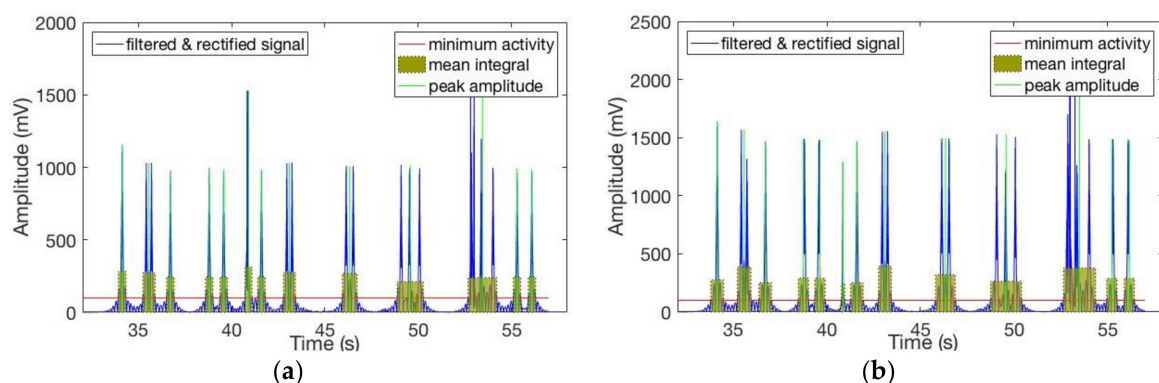 2000
filtered & rectified signal
minimum activity
mean integral
peak amplitude
1500
1000
500
0
Amplitude (mV)
35
40
45
50
55
Time (s)
(a)
2500
filtered & rectified signal
minimum activity
mean integral
peak amplitude
2000
1500
1000
500
0
Amplitude (mV)
35
40
45
50
55
Time (s)
(b)